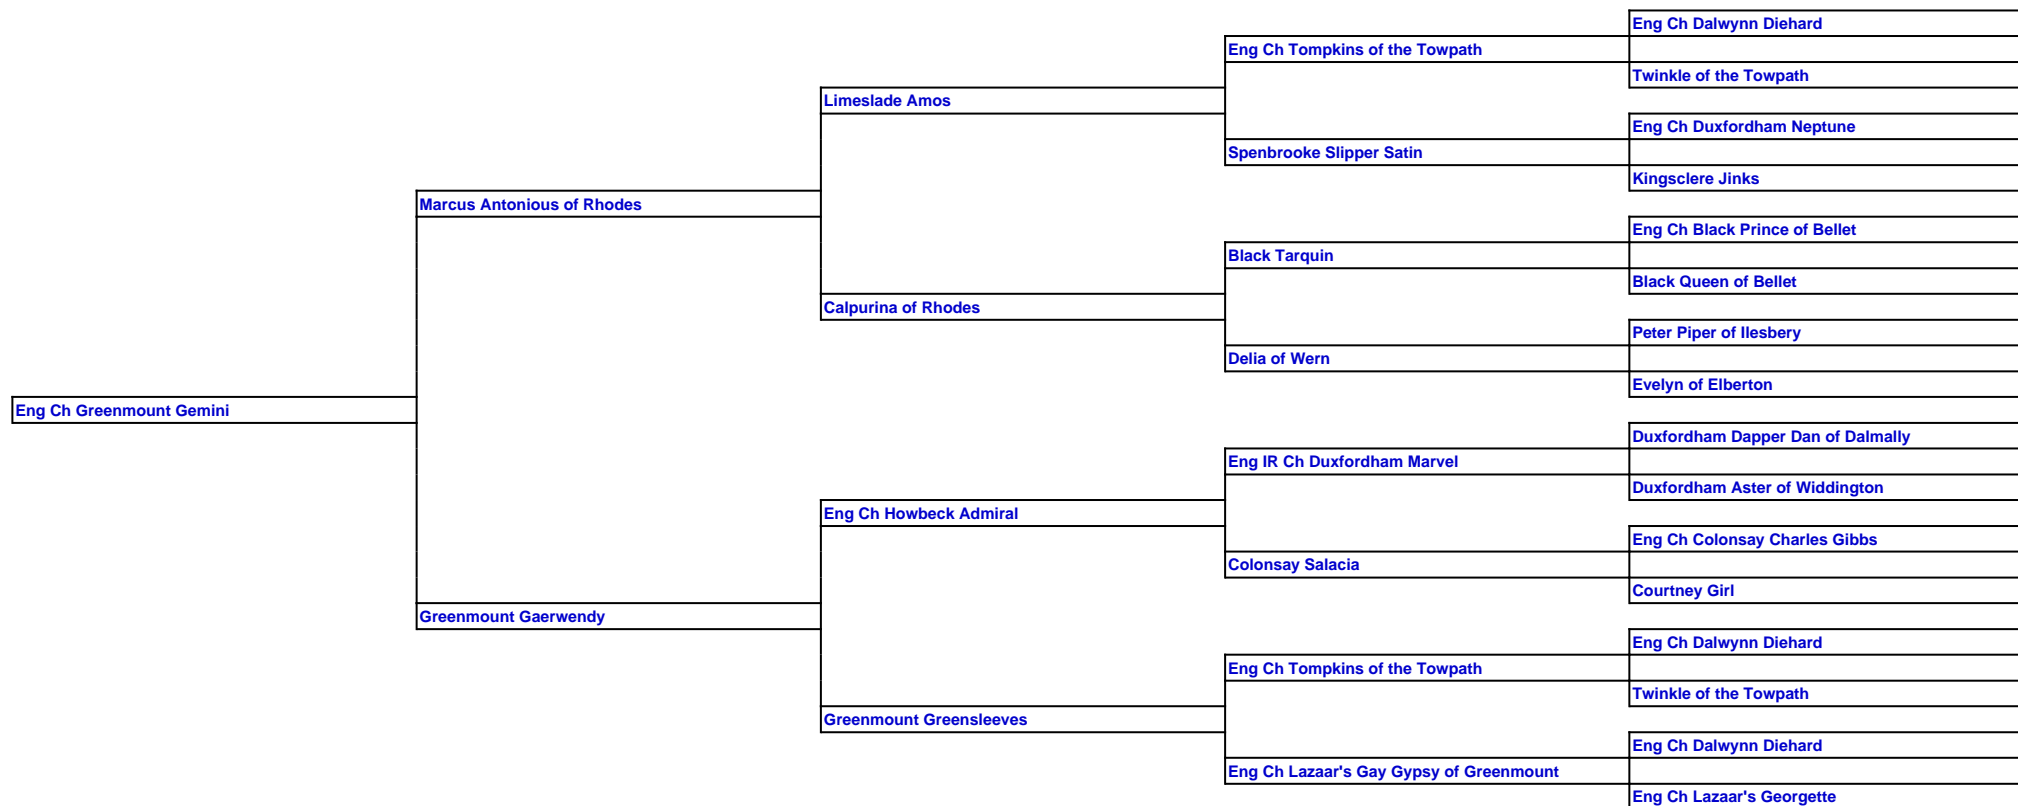 Eng Ch Dalwynn Diehard
Eng Ch Tompkins of the Towpath
Twinkle of the Towpath
Limeslade Amos
Eng Ch Duxfordham Neptune
Spenbrooke Slipper Satin
Kingsclere Jinks
Marcus Antonious of Rhodes
Eng Ch Black Prince of Bellet
Black Tarquin
Black Queen of Bellet
Calpurina of Rhodes
Peter Piper of Ilesbery
Delia of Wern
Evelyn of Elberton
Eng Ch Greenmount Gemini
Duxfordham Dapper Dan of Dalmally
Eng IR Ch Duxfordham Marvel
Duxfordham Aster of Widdington
Eng Ch Howbeck Admiral
Eng Ch Colonsay Charles Gibbs
Colonsay Salacia
Courtney Girl
Greenmount Gaerwendy
Eng Ch Dalwynn Diehard
Eng Ch Tompkins of the Towpath
Twinkle of the Towpath
Greenmount Greensleeves
Eng Ch Dalwynn Diehard
Eng Ch Lazaar's Gay Gypsy of Greenmount
Eng Ch Lazaar's Georgette